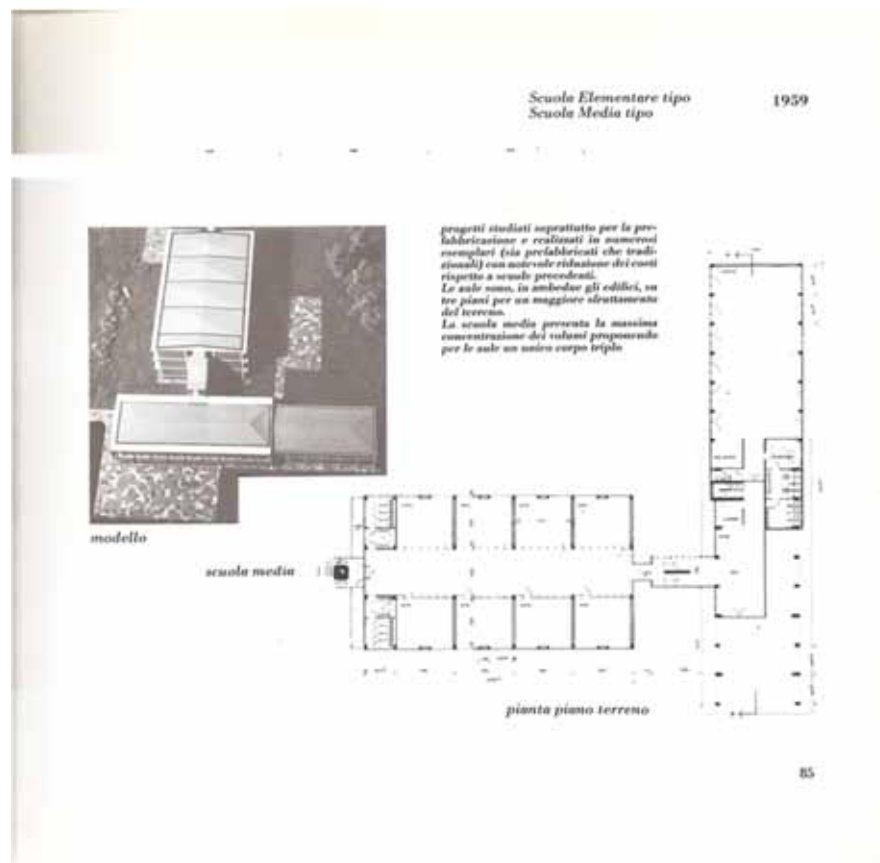 Scuola Elementare tipo
Scuola Media tipo
1959
progetti studiati soprattutto per la pre-
fabbricazione e realizzati in numerosi
esemplari (sia prefabbricati che tradi-
zionali) con notevole riduzione dei costi
rispetto a scuole precedenti.
Le aule sono, in ambedue gli edifici, su
tre piani per un maggiore sfruttamento
del terreno.
La scuola media presenta la massima
concentrazione dei volumi proponendo
per le aule un unico corpo triplo
modello
scuola media
pianta piano terreno
85